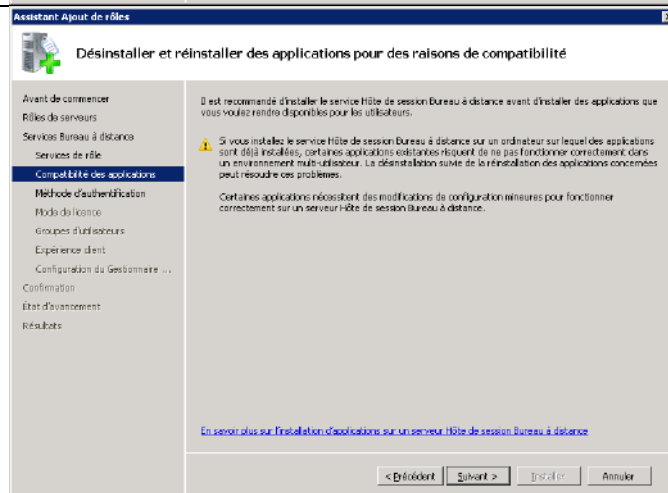 Assistant Ajout de rôles
Désinstaller et réinstaller des applications pour des raisons de compatibilité
Avant de commencer
Rôles de serveurs
Services Bureau à distance
Services de rôle
Compatibilité des applications
Méthode d'authentification
Mode de licence
Groupes d'utilisateurs
Expérience client
Configuration du Gestionnaire ...
Confirmation
État d'avancement
Résultats
Il est recommandé d'installer le service Hôte de session Bureau à distance avant d'installer des applications que
vous voulez rendre disponibles pour les utilisateurs.
Si vous installez le service Hôte de session Bureau à distance sur un ordinateur sur lequel des applications
sont déjà installées, certaines applications existantes risquent de ne pas fonctionner correctement dans
un environnement multi-utilisateur. La désinstallation suivie de la réinstallation des applications concernées
peut résoudre ces problèmes.
Certaines applications nécessitent des modifications de configuration mineures pour fonctionner
correctement sur un serveur Hôte de session Bureau à distance.
En savoir plus sur l'installation d'applications sur un serveur Hôte de session Bureau à distance
< Précédent
Suivant >
Installer
Annuler